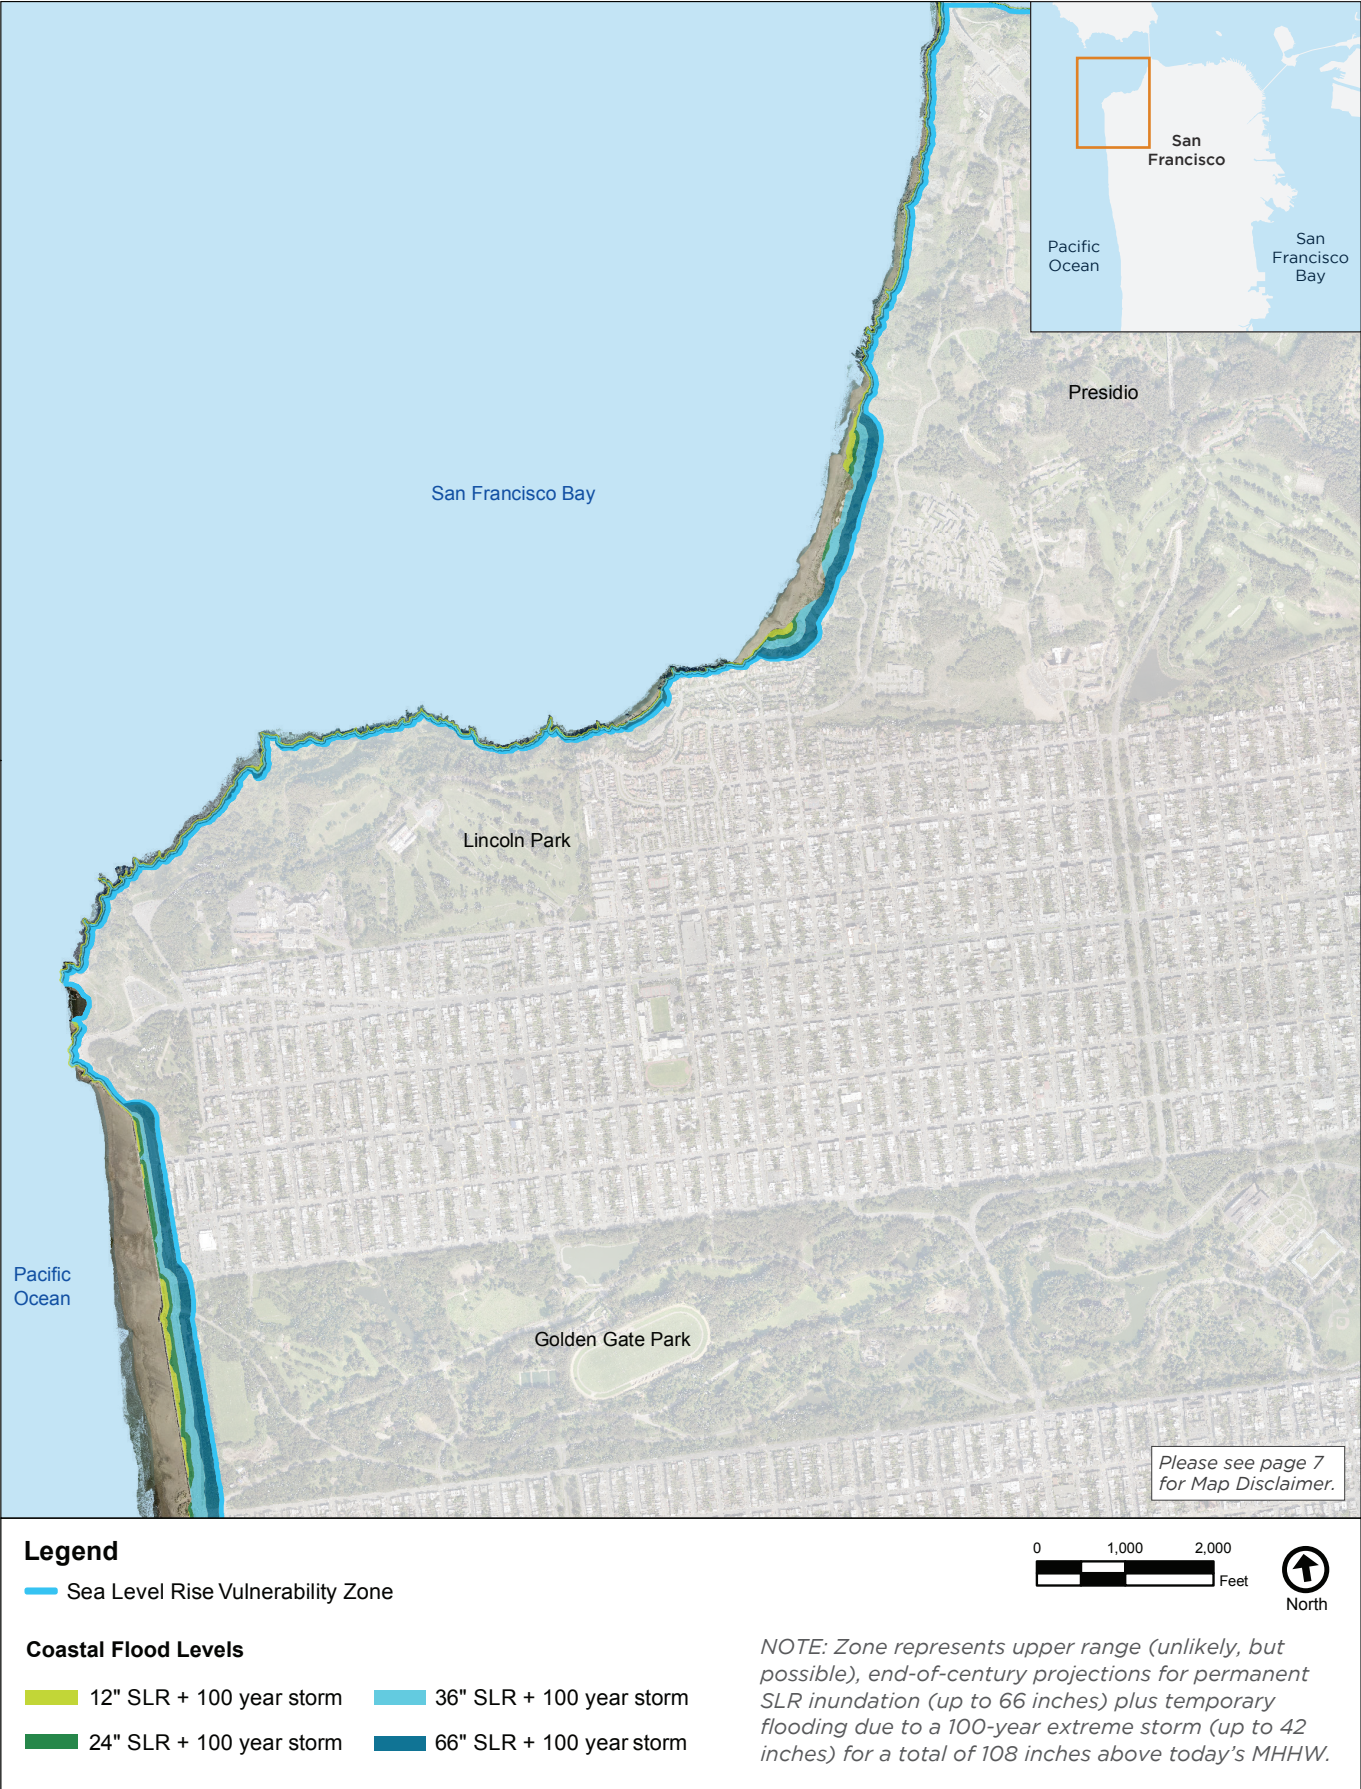 San
Francisco
Pacific
Ocean
San
Francisco
Bay
Presidio
San Francisco Bay
Lincoln Park
Pacific
Ocean
Golden Gate Park
Please see page 7
for Map Disclaimer.
Legend
Sea Level Rise Vulnerability Zone
Coastal Flood Levels
12" SLR + 100 year storm
36" SLR + 100 year storm
24" SLR + 100 year storm
66" SLR + 100 year storm
0 1,000 2,000
Feet
North
NOTE: Zone represents upper range (unlikely, but
possible), end-of-century projections for permanent
SLR inundation (up to 66 inches) plus temporary
flooding due to a 100-year extreme storm (up to 42
inches) for a total of 108 inches above today's MHHW.